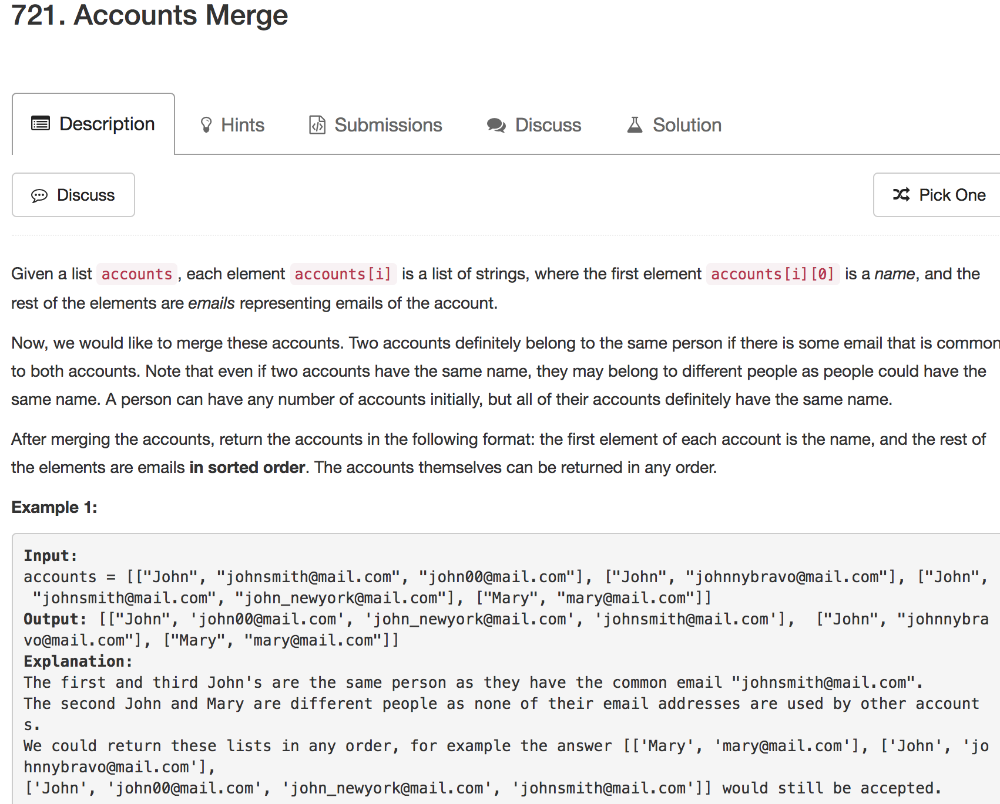 721. Accounts Merge
Description
Hints
Submissions
Discuss
Solution
Discuss
Pick One
Given a list accounts, each element accounts[i] is a list of strings, where the first element accounts[i][0] is a name, and the
rest of the elements are emails representing emails of the account.
Now, we would like to merge these accounts. Two accounts definitely belong to the same person if there is some email that is common
to both accounts. Note that even if two accounts have the same name, they may belong to different people as people could have the
same name. A person can have any number of accounts initially, but all of their accounts definitely have the same name.
After merging the accounts, return the accounts in the following format: the first element of each account is the name, and the rest of
the elements are emails in sorted order. The accounts themselves can be returned in any order.
Example 1:
Input:
accounts = [["John", "johnsmith@mail.com", "john00@mail.com"], ["John", "johnnybravo@mail.com"], ["John",
"johnsmith@mail.com", "john_newyork@mail.com"], ["Mary", "mary@mail.com"]]
Output: [["John", 'john00@mail.com', 'john_newyork@mail.com', 'johnsmith@mail.com'],  ["John", "johnnybra
vo@mail.com"], ["Mary", "mary@mail.com"]]
Explanation:
The first and third John's are the same person as they have the common email "johnsmith@mail.com".
The second John and Mary are different people as none of their email addresses are used by other account
s.
We could return these lists in any order, for example the answer [['Mary', 'mary@mail.com'], ['John', 'jo
hnnybravo@mail.com'],
['John', 'john00@mail.com', 'john_newyork@mail.com', 'johnsmith@mail.com']] would still be accepted.